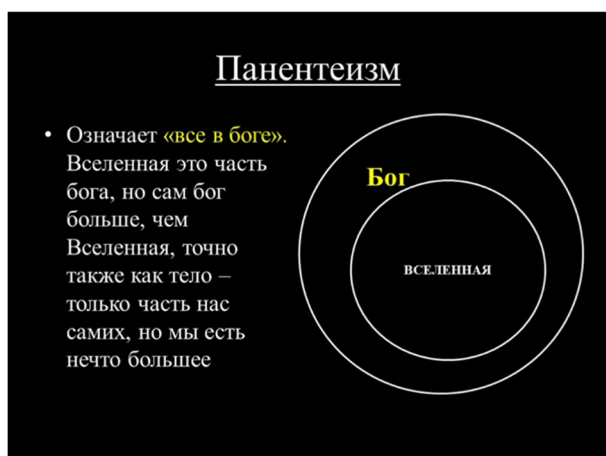 Панентеизм
• Означает «все в боге».
Вселенная это часть
бога, но сам бог
больше, чем
Вселенная, точно
также как тело –
только часть нас
самих, но мы есть
нечто большее
Бог
ВСЕЛЕННАЯ